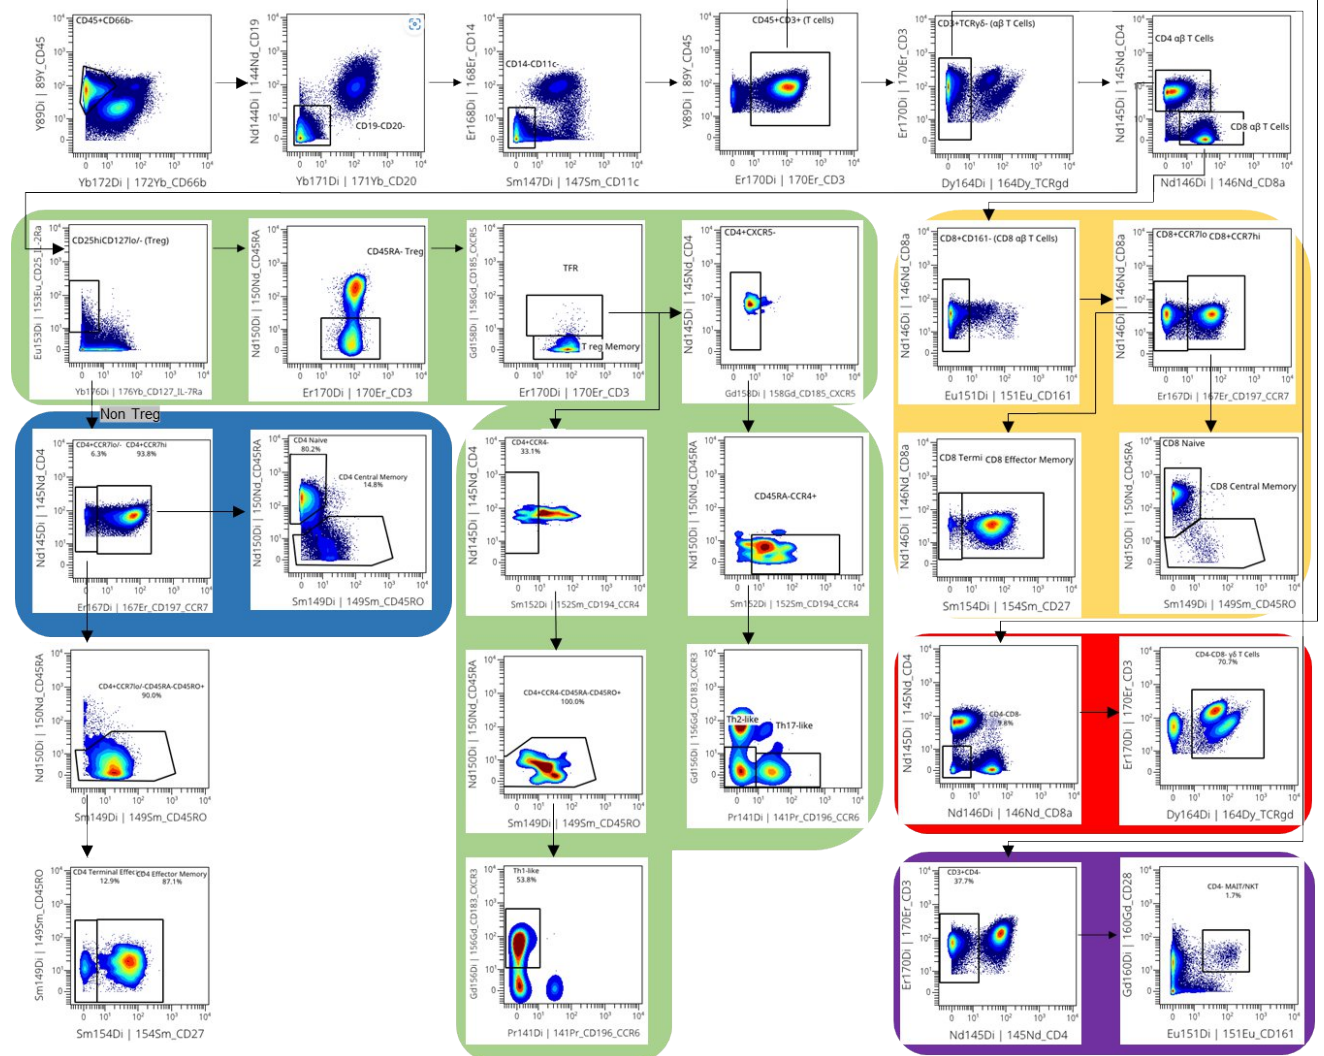 CD45+CD66b-
Y89Di | 89Y_CD45
Yb172Di | 172Yb_CD66b
CD19-CD20-
Nd144Di | 144Nd_CD19
Yb171Di | 171Yb_CD20
CD14-CD11c-
Er168Di | 168Er_CD14
Sm147Di | 147Sm_CD11c
CD45+CD3+ (T cells)
Y89Di | 89Y_CD45
Er170Di | 170Er_CD3
CD3+TCRγδ- (αβ T Cells)
Er170Di | 170Er_CD3
Dy164Di | 164Dy_TCRgd
CD4 αβ T Cells
CD8 αβ T Cells
Nd145Di | 145Nd_CD4
Nd146Di | 146Nd_CD8a
CD25hiCD127lo/- (Treg)
Eu153Di | 153Eu_CD25_IL-2Ra
Yb176Di | 176Yb_CD127_IL-7Ra
CD45RA- Treg
Nd150Di | 150Nd_CD45RA
Er170Di | 170Er_CD3
TFR
T reg Memory
Gd158Di | 158Gd_CD185_CXCR5
Er170Di | 170Er_CD3
CD4+CXCR5-
Nd145Di | 145Nd_CD4
Gd158Di | 158Gd_CD185_CXCR5
CD8+CD161- (CD8 αβ T Cells)
Nd146Di | 146Nd_CD8a
Eu151Di | 151Eu_CD161
CD8+CCR7lo CD8+CCR7hi
Nd146Di | 146Nd_CD8a
Er167Di | 167Er_CD197_CCR7
Non Treg
CD4+CCR7lo/- CD4+CCR7hi
6.3% 93.8%
Nd145Di | 145Nd_CD4
Er167Di | 167Er_CD197_CCR7
CD4 Naive
80.2%
CD4 Central Memory
14.8%
Nd150Di | 150Nd_CD45RA
Sm149Di | 149Sm_CD45RO
CD4+CCR4-
33.1%
Nd145Di | 145Nd_CD4
Sm152Di | 152Sm_CD194_CCR4
CD45RA-CCR4+
Nd150Di | 150Nd_CD45RA
Sm152Di | 152Sm_CD194_CCR4
CD8 Termi CD8 Effector Memory
Nd146Di | 146Nd_CD8a
Sm154Di | 154Sm_CD27
CD8 Naive
CD8 Central Memory
Nd150Di | 150Nd_CD45RA
Sm149Di | 149Sm_CD45RO
CD4+CCR7lo/-CD45RA-CD45RO+
90.0%
Nd150Di | 150Nd_CD45RA
Sm149Di | 149Sm_CD45RO
CD4+CCR4-CD45RA-CD45RO+
100.0%
Nd150Di | 150Nd_CD45RA
Sm149Di | 149Sm_CD45RO
Th2-like
Th17-like
Gd156Di | 156Gd_CD183_CXCR3
Pr141Di | 141Pr_CD196_CCR6
CD4-CD8-
9.8%
Nd145Di | 145Nd_CD4
Nd146Di | 146Nd_CD8a
CD4-CD8- γδ T Cells
70.7%
Er170Di | 170Er_CD3
Dy164Di | 164Dy_TCRgd
CD4 Terminal Effec CD4 Effector Memory
12.9% 87.1%
Sm149Di | 149Sm_CD45RO
Sm154Di | 154Sm_CD27
Th1-like
53.8%
Gd156Di | 156Gd_CD183_CXCR3
Pr141Di | 141Pr_CD196_CCR6
CD3+CD4-
37.7%
Er170Di | 170Er_CD3
Nd145Di | 145Nd_CD4
CD4- MAIT/NKT
1.7%
Gd160Di | 160Gd_CD28
Eu151Di | 151Eu_CD161